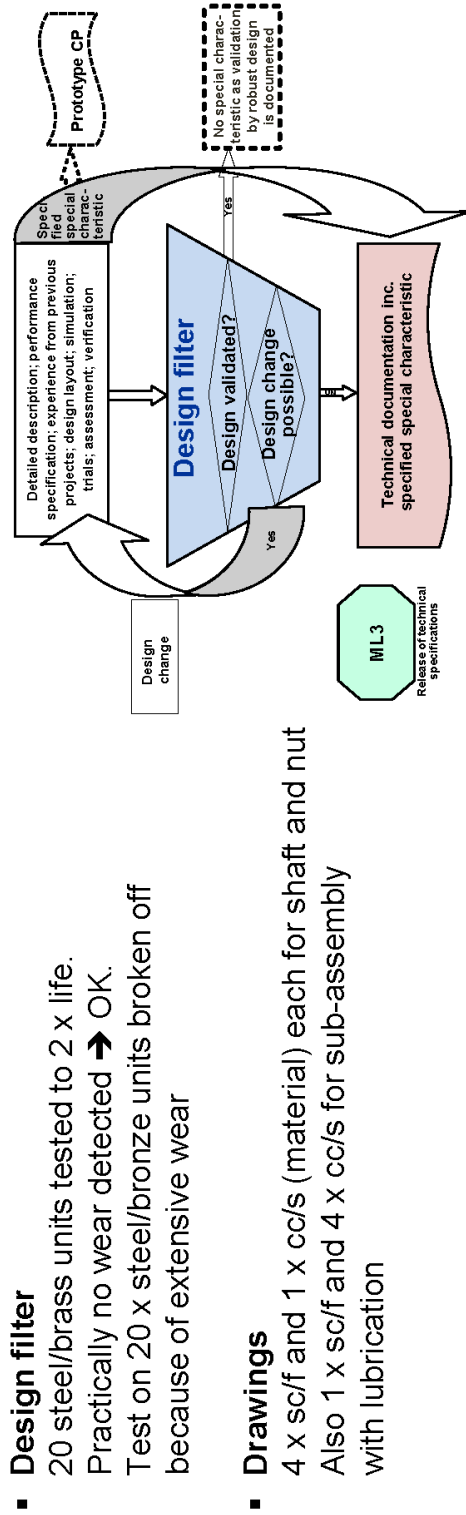 ▪ Design filter
20 steel/brass units tested to 2 x life.
Practically no wear detected ➔ OK.
Test on 20 x steel/bronze units broken off
because of extensive wear
▪ Drawings
4 x sc/f and 1 x cc/s (material) each for shaft and nut
Also 1 x sc/f and 4 x cc/s for sub-assembly
with lubrication
Detailed description; performance
specification; experience from previous
projects; design layout; simulation;
trials; assessment; verification
Speci
fied
special
charac-
teristic
Prototype CP
Design
change
Design filter
Design validated?
Design change
possible?
Yes
Yes
No special charac-
teristic as validation
by robust design
is documented
no
ML3
Release of technical
specifications
Technical documentation inc.
specified special characteristic